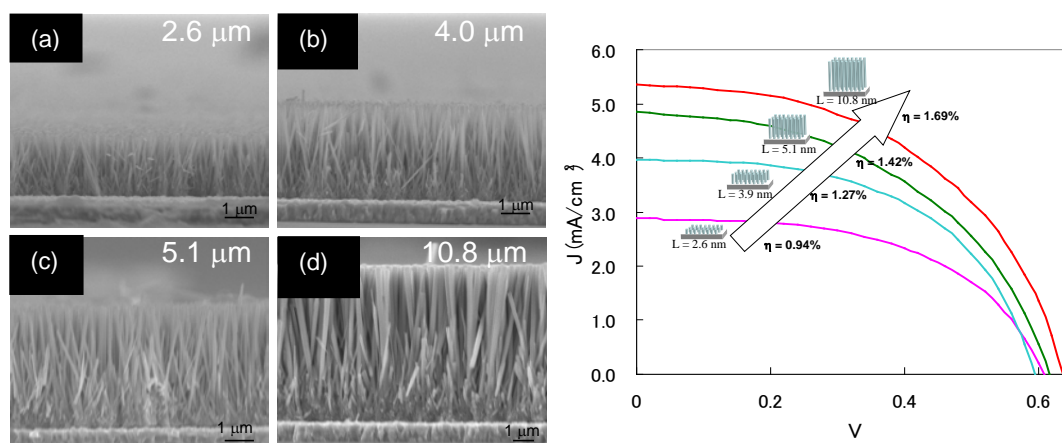 (a)
2.6 μm
1 μm
(b)
4.0 μm
1 μm
(c)
5.1 μm
1 μm
(d)
10.8 μm
1 μm
6.0
5.0
4.0
3.0
2.0
1.0
0.0
J (mA/cm²)
0
0.2
0.4
0.6
V
L = 10.8 nm
η = 1.69%
L = 5.1 nm
η = 1.42%
L = 3.9 nm
η = 1.27%
L = 2.6 nm
η = 0.94%